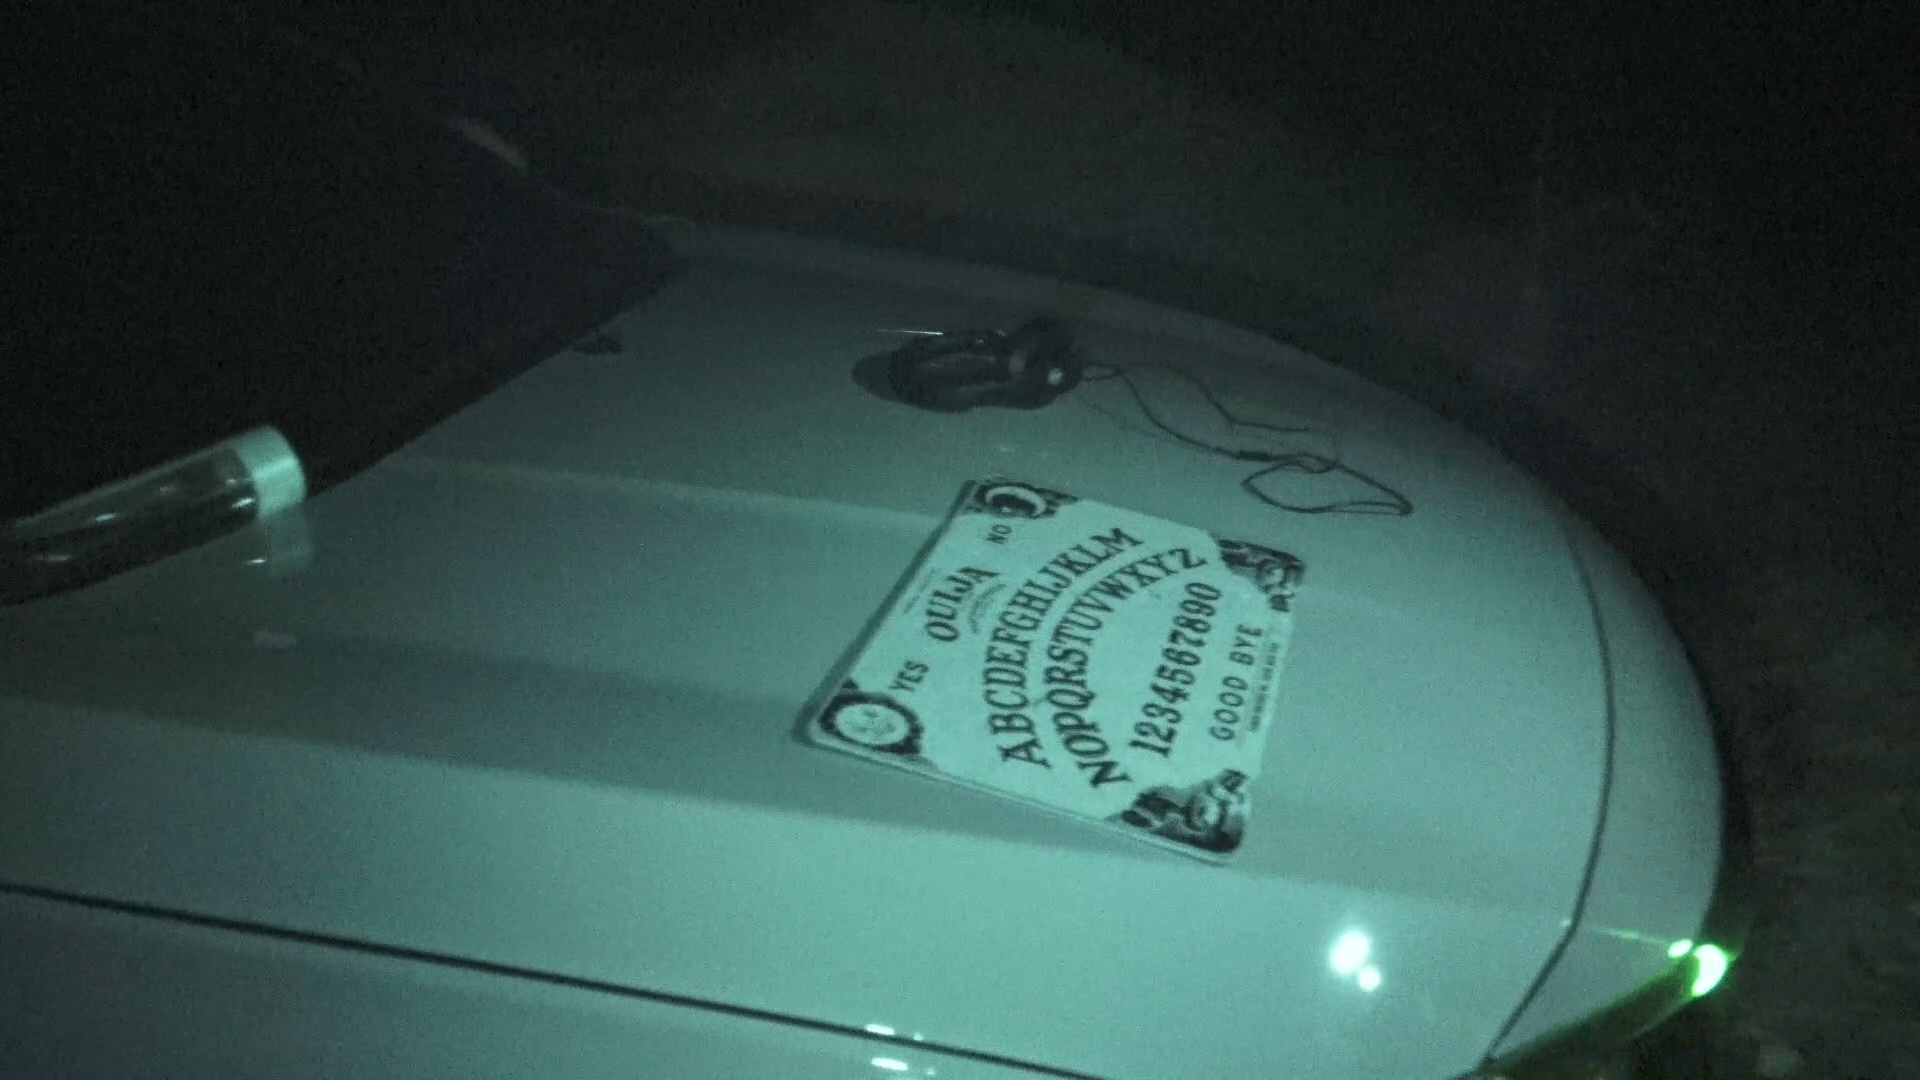 YES OUIJA NO
ABCDEFGHIJKLM
NOPQRSTUVWXYZ
1234567890
GOOD BYE